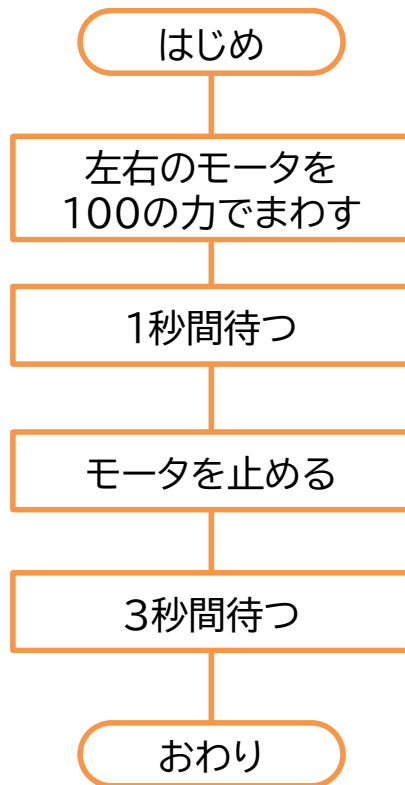 はじめ
左右のモータを
100の力でまわす
1秒間待つ
モータを止める
3秒間待つ
おわり